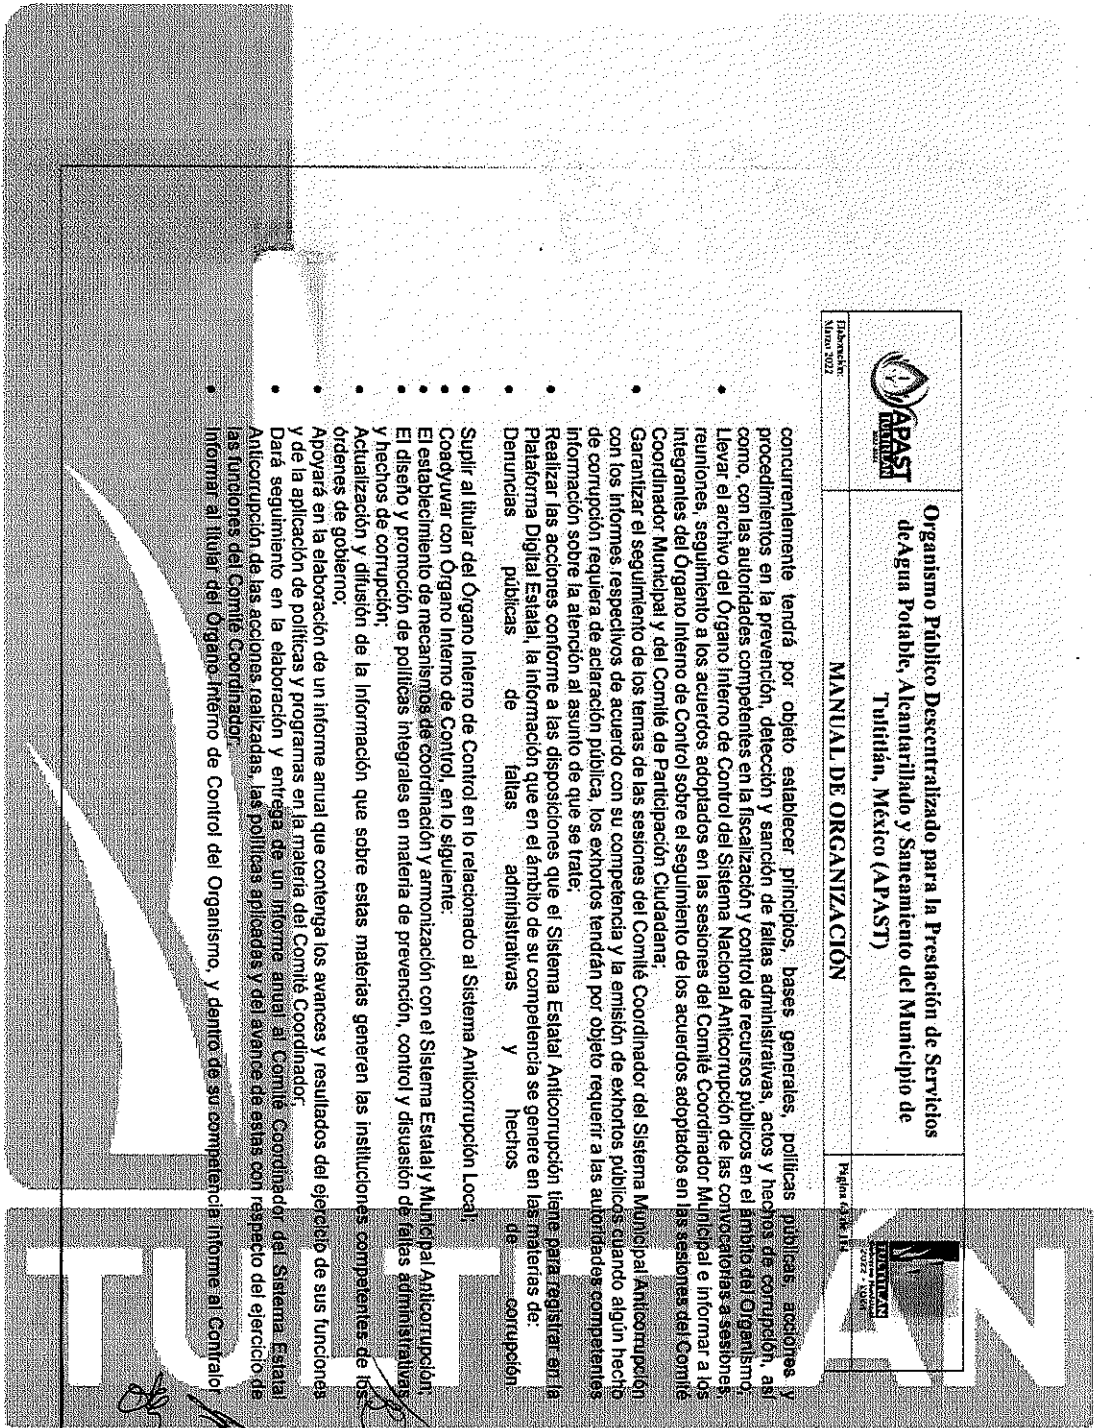 APAST
TULTITLÁN
Organismo Público Descentralizado para la Prestación de Servicios
de Agua Potable, Alcantarillado y Saneamiento del Municipio de
Tultitlán, México (APAST)
TULTITLÁN
Elaboración:
Marzo 2022
MANUAL DE ORGANIZACIÓN
Página
concurrentemente tendrá por objeto establecer principios, bases generales, políticas públicas, acciones y
procedimientos en la prevención, detección y sanción de faltas administrativas, actos y hechos de corrupción, así
como, con las autoridades competentes en la fiscalización y control de recursos públicos en el ámbito del Organismo;
• Llevar el archivo del Órgano Interno de Control del Sistema Nacional Anticorrupción de las convocatorias a sesiones,
reuniones, seguimiento a los acuerdos adoptados en las sesiones del Comité Coordinador Municipal e informar a los
integrantes del Órgano Interno de Control sobre el seguimiento de los acuerdos adoptados en las sesiones del Comité
Coordinador Municipal y del Comité de Participación Ciudadana;
• Garantizar el seguimiento de los temas de las sesiones del Comité Coordinador del Sistema Municipal Anticorrupción
con los informes respectivos de acuerdo con su competencia y la emisión de exhortos públicos cuando algún hecho
de corrupción requiera de aclaración pública, los exhortos tendrán por objeto requerir a las autoridades competentes
información sobre la atención al asunto de que se trate;
• Realizar las acciones conforme a las disposiciones que el Sistema Estatal Anticorrupción tiene para registrar en la
Plataforma Digital Estatal, la información que en el ámbito de su competencia se genere en las materias de:
• Denuncias públicas de faltas administrativas y hechos de corrupción.
• Suplir al titular del Órgano Interno de Control en lo relacionado al Sistema Anticorrupción Local;
• Coadyuvar con Órgano Interno de Control, en lo siguiente:
• El establecimiento de mecanismos de coordinación y armonización con el Sistema Estatal y Municipal Anticorrupción;
• El diseño y promoción de políticas integrales en materia de prevención, control y disuasión de faltas administrativas
y hechos de corrupción;
• Actualización y difusión de la información que sobre estas materias generen las instituciones competentes de los
órdenes de gobierno;
• Apoyará en la elaboración de un informe anual que contenga los avances y resultados del ejercicio de sus funciones
y de la aplicación de políticas y programas en la materia del Comité Coordinador;
• Dará seguimiento en la elaboración y entrega de un informe anual al Comité Coordinador del Sistema Estatal
Anticorrupción de las acciones realizadas, las políticas aplicadas y del avance de estas con respecto del ejercicio de
las funciones del Comité Coordinador;
• Informar al titular del Órgano Interno de Control del Organismo, y dentro de su competencia informe al Contralor
TULTITLÁN